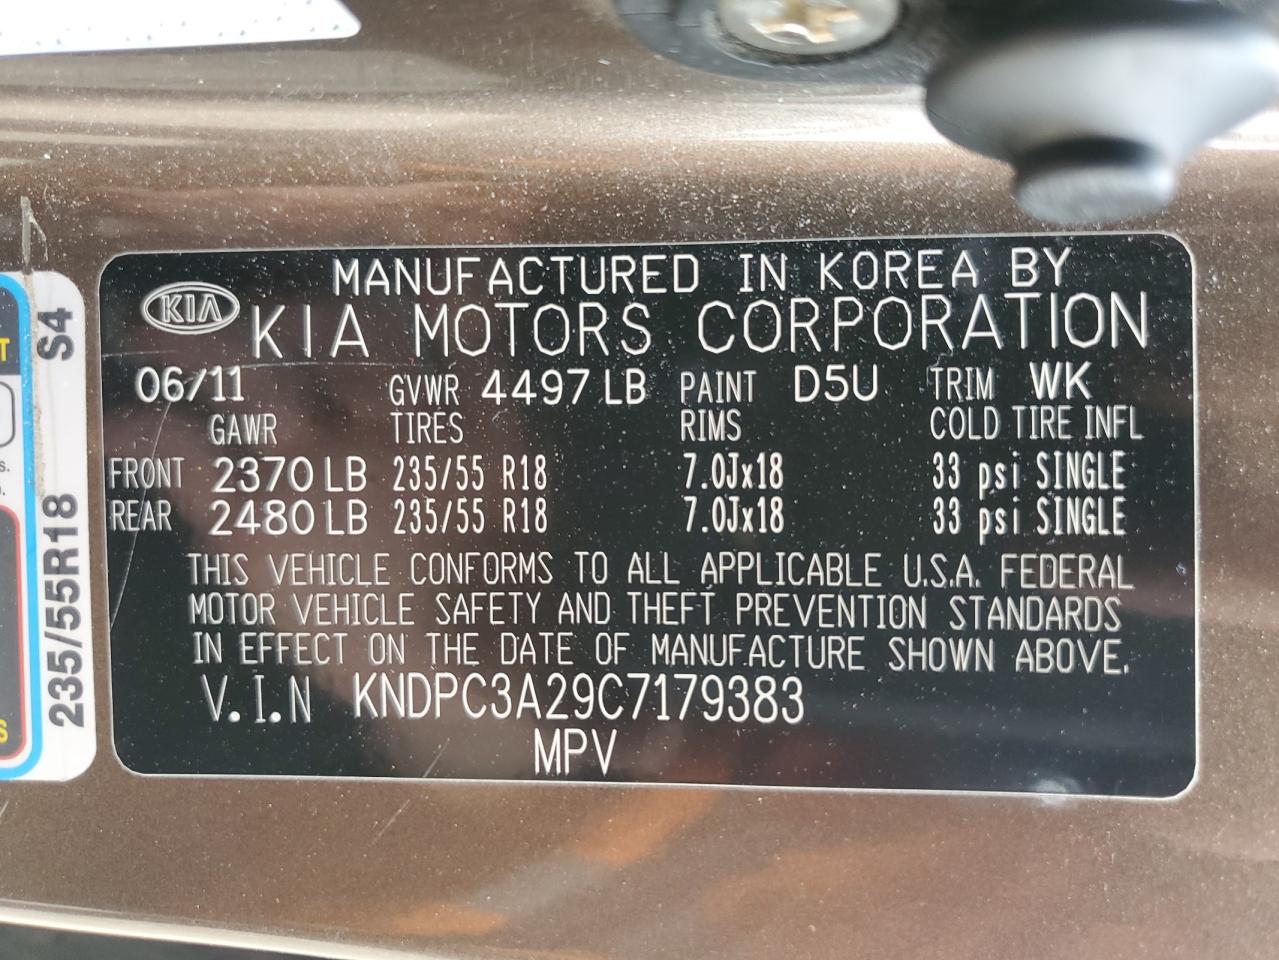 MANUFACTURED IN KOREA BY
KIA KIA MOTORS CORPORATION
06/11 GVWR 4497 LB PAINT D5U TRIM WK
GAWR TIRES RIMS COLD TIRE INFL
FRONT 2370 LB 235/55 R18 7.0Jx18 33 psi SINGLE
REAR 2480 LB 235/55 R18 7.0Jx18 33 psi SINGLE
THIS VEHICLE CONFORMS TO ALL APPLICABLE U.S.A. FEDERAL
MOTOR VEHICLE SAFETY AND THEFT PREVENTION STANDARDS
IN EFFECT ON THE DATE OF MANUFACTURE SHOWN ABOVE.
V.I.N KNDPC3A29C7179383
MPV
235/55R18 S4